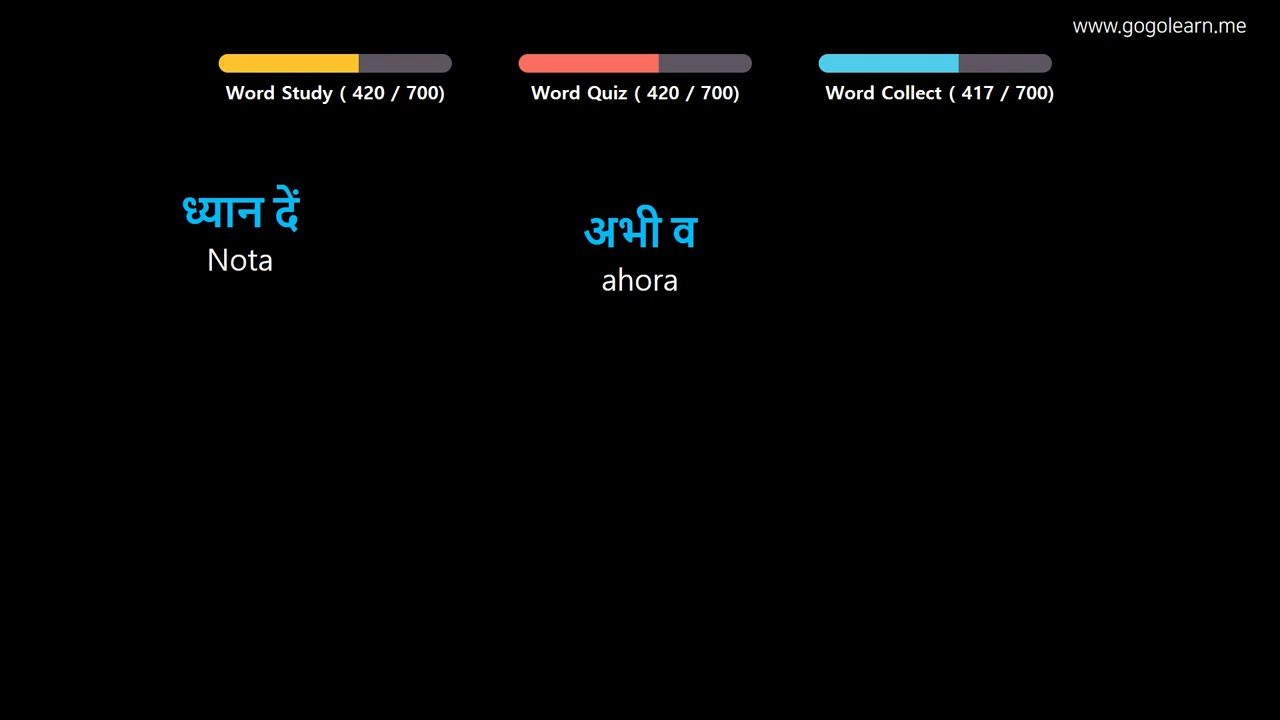 www.gogolearn.me
Word Study ( 420 / 700)
Word Quiz ( 420 / 700)
Word Collect ( 417 / 700)
ध्यान दें
Nota
अभी व
ahora